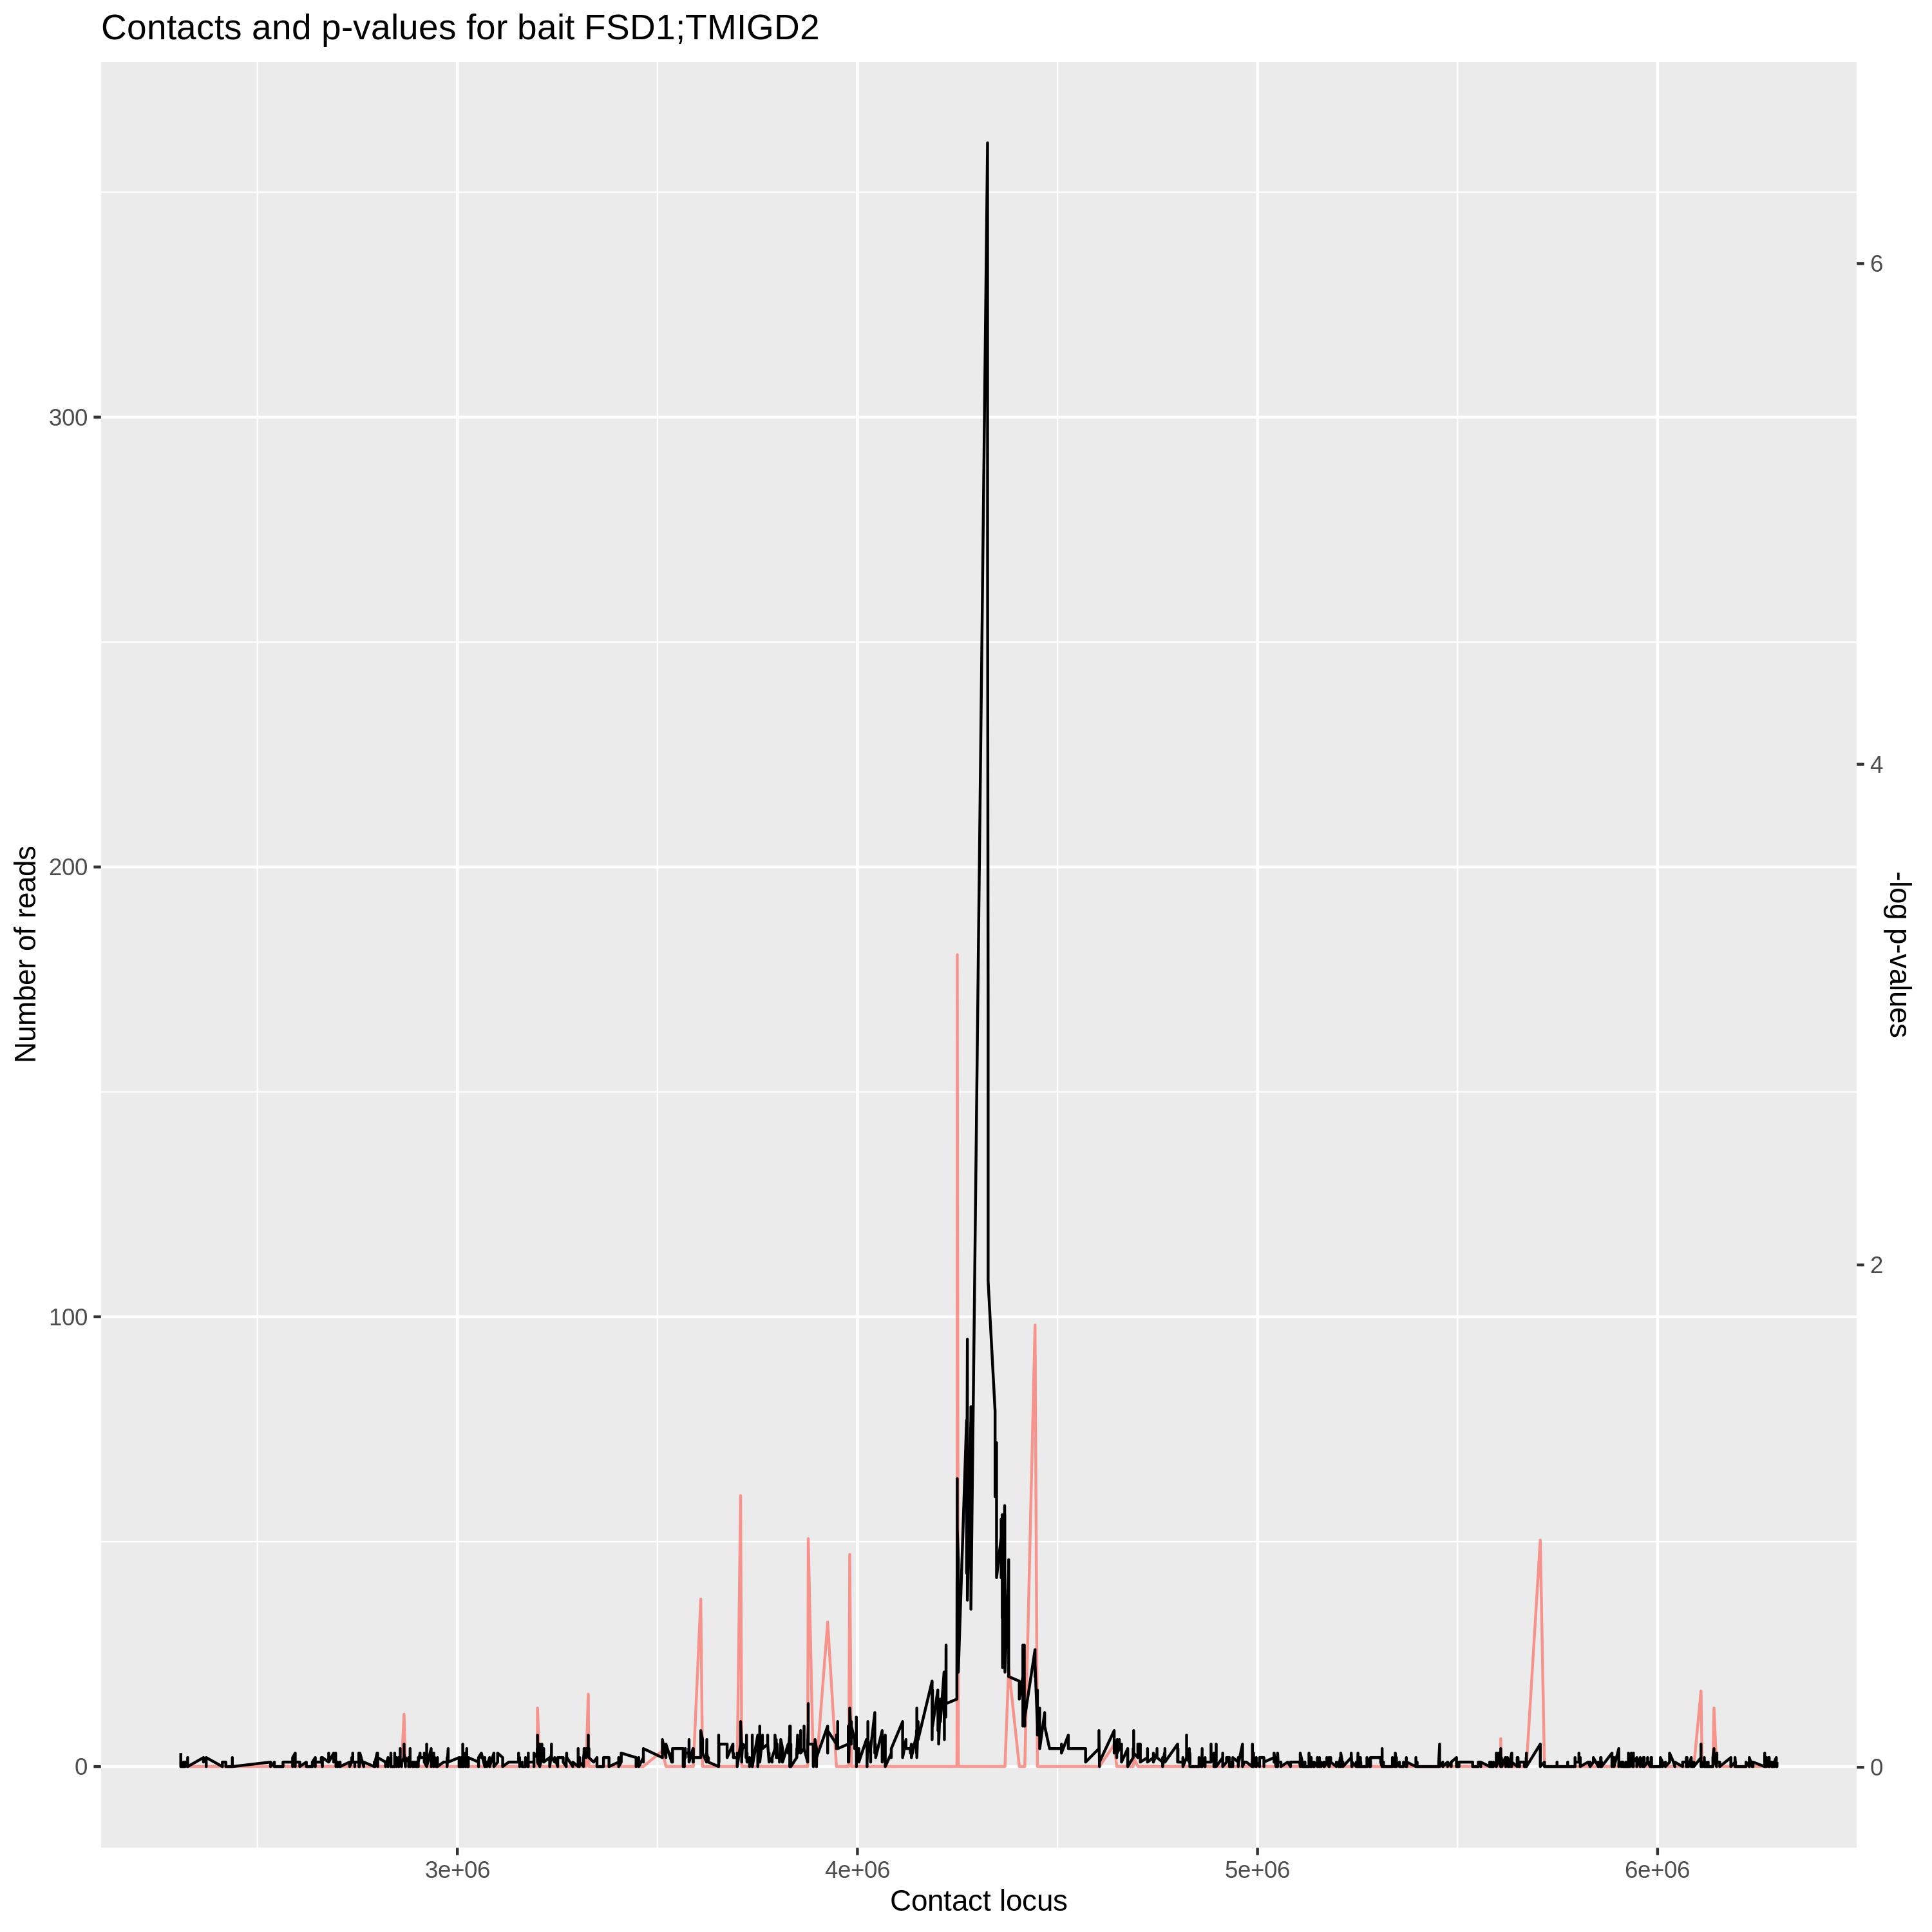 Contacts and p-values for bait FSD1;TMIGD2
300
200
100
0
Number of reads
6
4
2
0
-log p-values
3e+06
4e+06
5e+06
6e+06
Contact locus